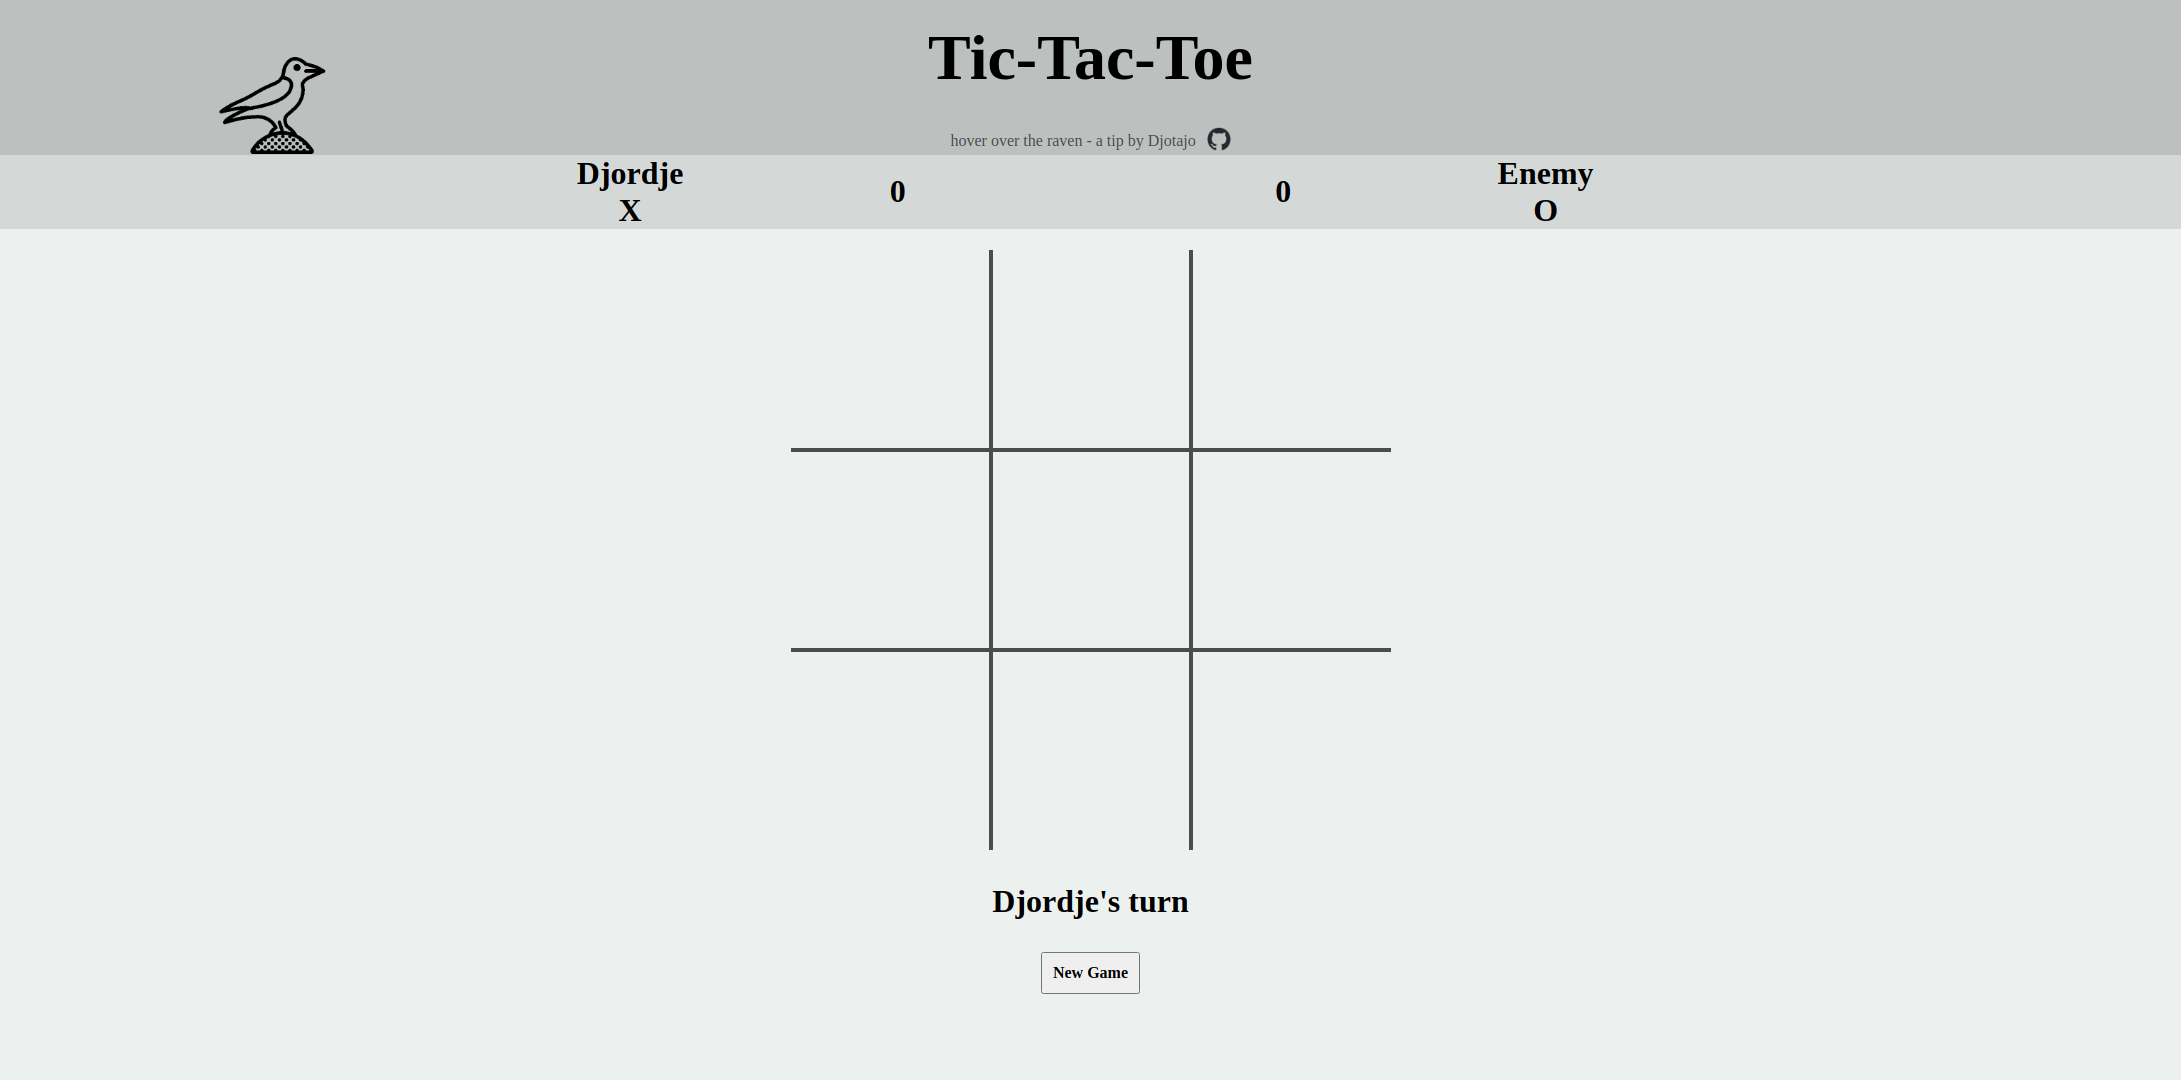 Tic-Tac-Toe
hover over the raven - a tip by Djotajo
Djordje
X
0
0
Enemy
O
Djordje's turn
New Game